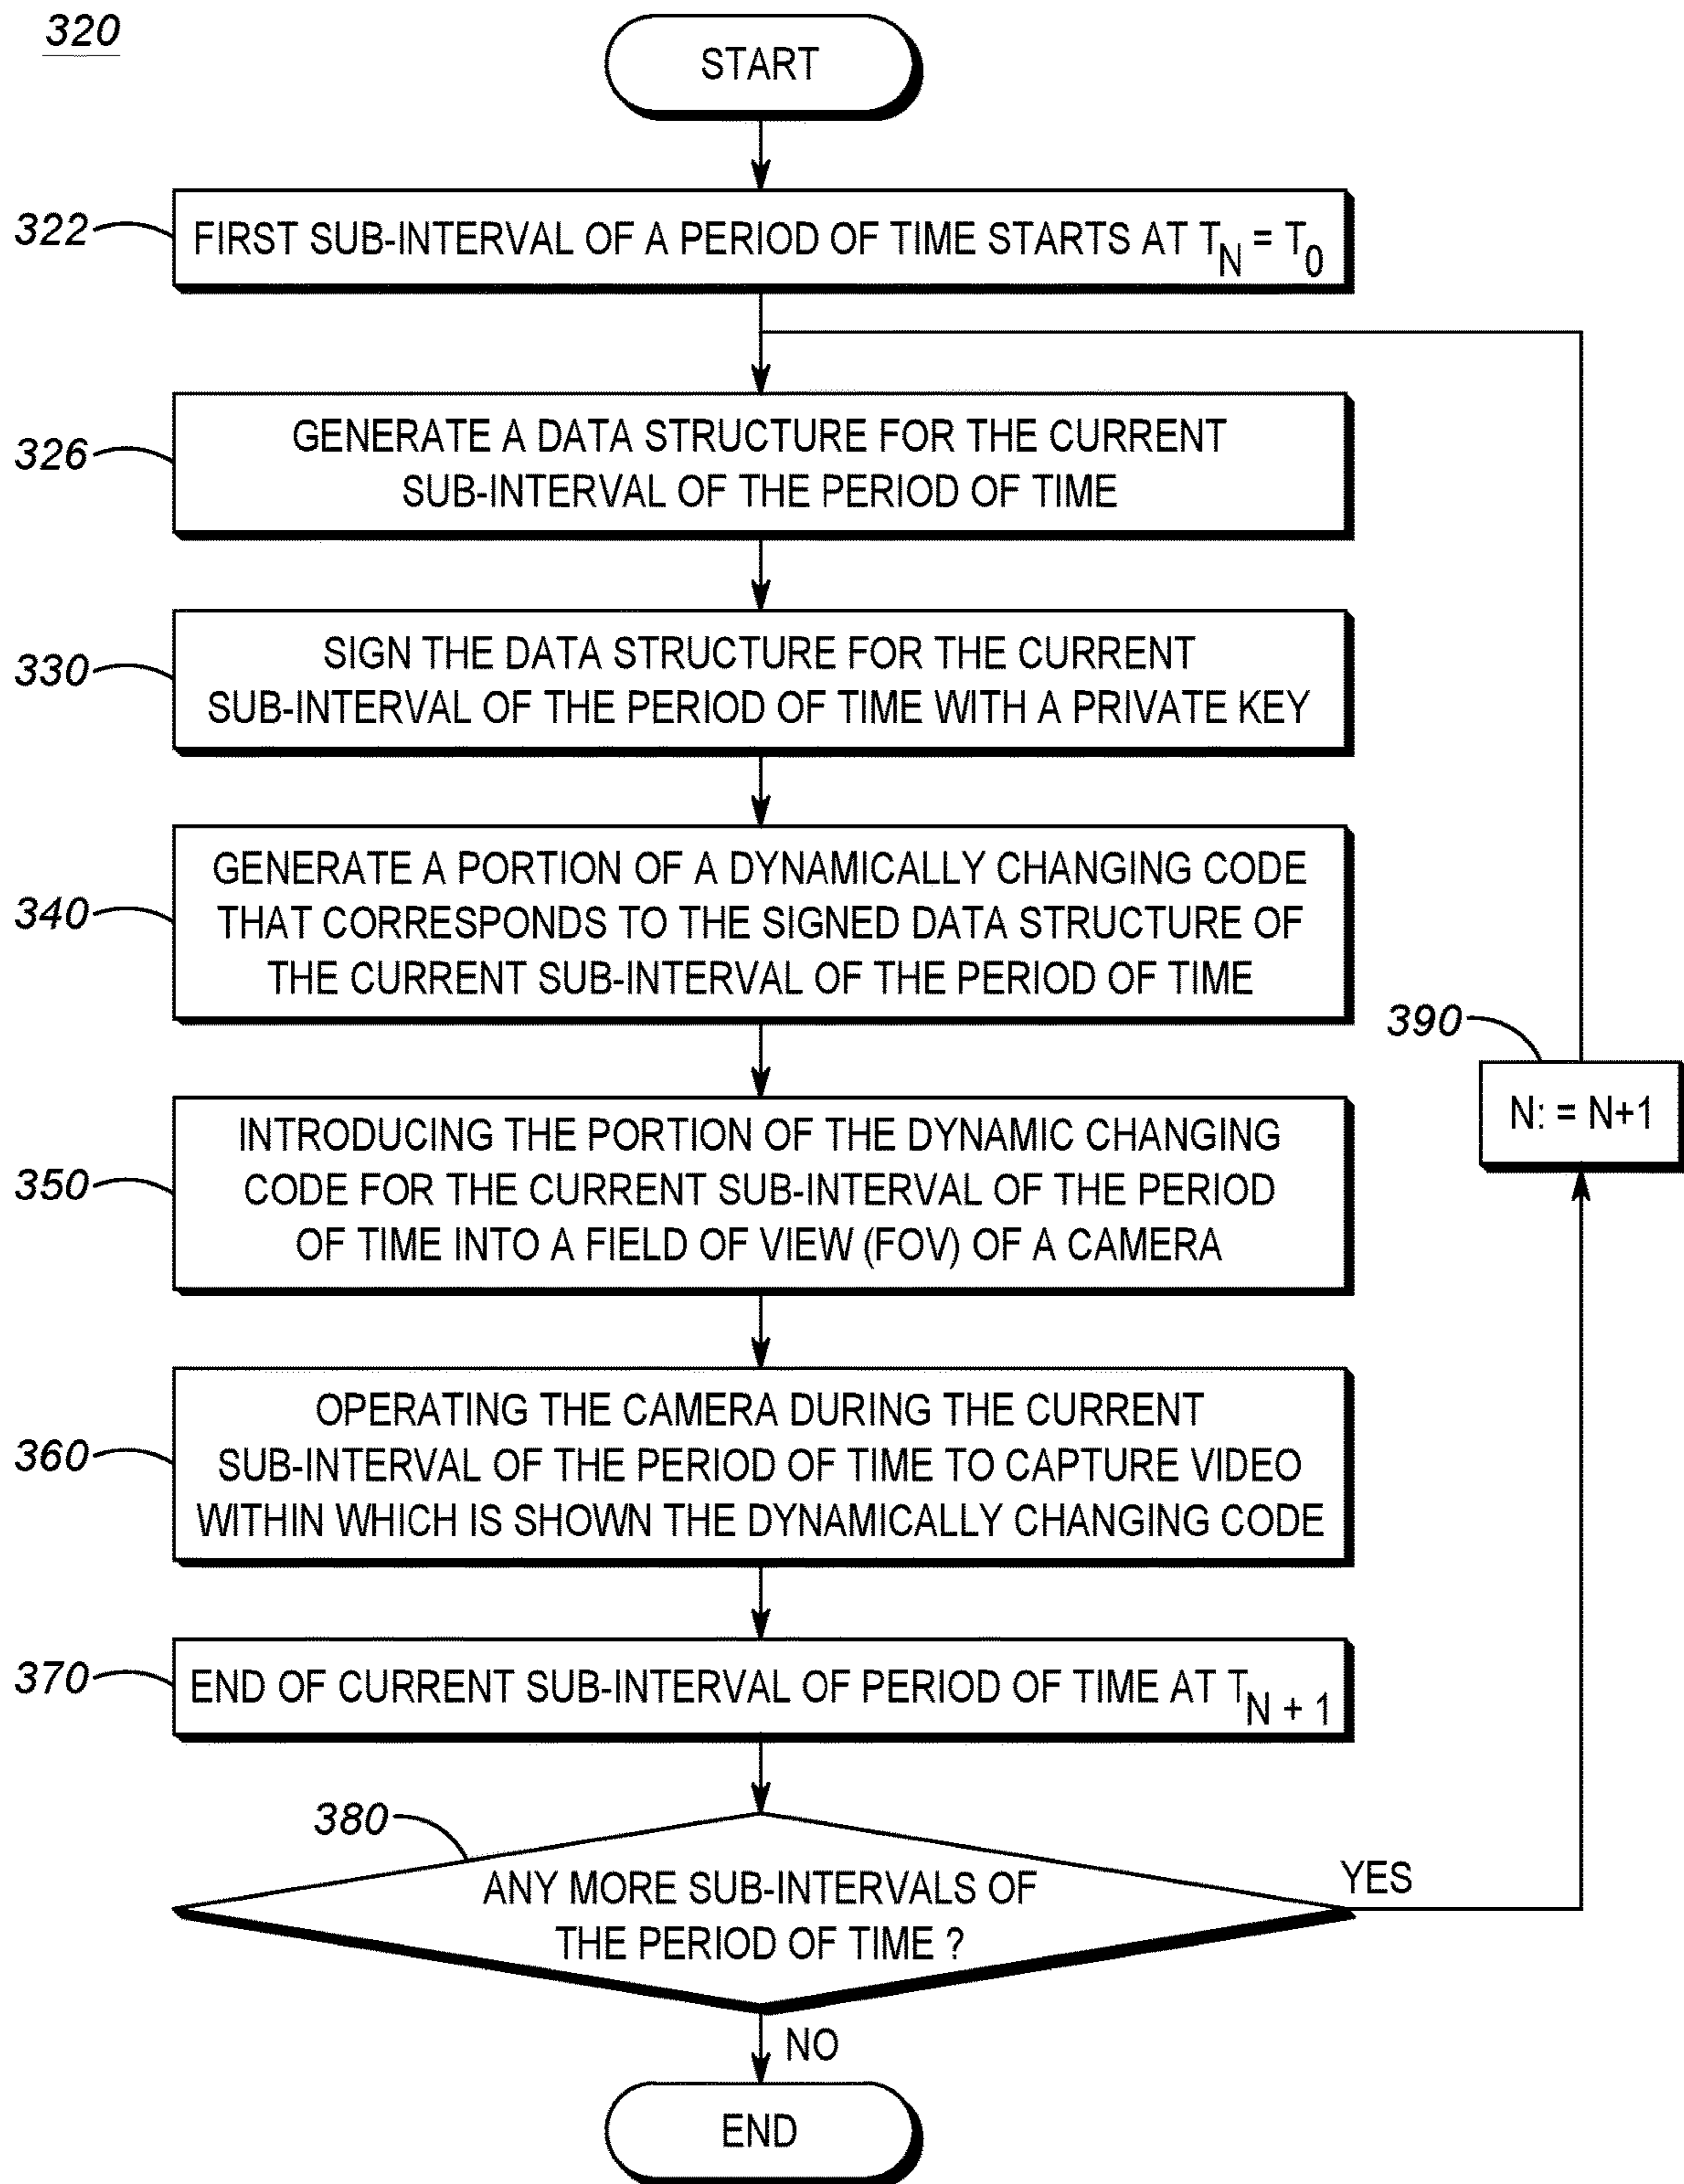 320
START
322
FIRST SUB-INTERVAL OF A PERIOD OF TIME STARTS AT T_N = T_0
326
GENERATE A DATA STRUCTURE FOR THE CURRENT
SUB-INTERVAL OF THE PERIOD OF TIME
330
SIGN THE DATA STRUCTURE FOR THE CURRENT
SUB-INTERVAL OF THE PERIOD OF TIME WITH A PRIVATE KEY
340
GENERATE A PORTION OF A DYNAMICALLY CHANGING CODE
THAT CORRESPONDS TO THE SIGNED DATA STRUCTURE OF
THE CURRENT SUB-INTERVAL OF THE PERIOD OF TIME
390
N: = N+1
350
INTRODUCING THE PORTION OF THE DYNAMIC CHANGING
CODE FOR THE CURRENT SUB-INTERVAL OF THE PERIOD
OF TIME INTO A FIELD OF VIEW (FOV) OF A CAMERA
360
OPERATING THE CAMERA DURING THE CURRENT
SUB-INTERVAL OF THE PERIOD OF TIME TO CAPTURE VIDEO
WITHIN WHICH IS SHOWN THE DYNAMICALLY CHANGING CODE
370
END OF CURRENT SUB-INTERVAL OF PERIOD OF TIME AT T_N + 1
380
ANY MORE SUB-INTERVALS OF
THE PERIOD OF TIME ?
YES
NO
END